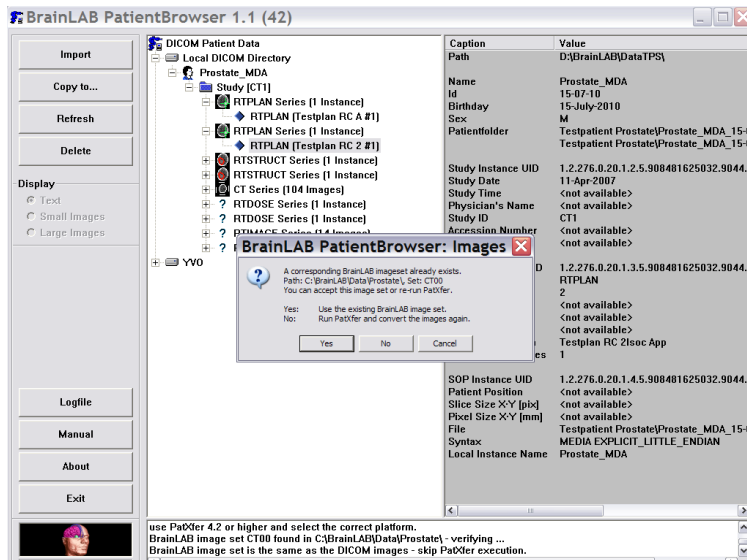 BrainLAB PatientBrowser 1.1 (42)
Import
Copy to...
Refresh
Delete
Display
Text
Small Images
Large Images
Logfile
Manual
About
Exit
DICOM Patient Data
Local DICOM Directory
Prostate_MDA
Study [CT1]
RTPLAN Series [1 Instance]
RTPLAN [Testplan RC A #1]
RTPLAN Series [1 Instance]
RTPLAN [Testplan RC 2 #1]
RTSTRUCT Series [1 Instance]
RTSTRUCT Series [1 Instance]
CT Series [104 Images]
? RTDOSE Series [1 Instance]
? RTDOSE Series [1 Instance]
? RTIMAGE Series [14 Images]
?
YVO
Caption Value
Path D:\BrainLAB\DataTPS\
Name Prostate_MDA
Id 15-07-10
Birthday 15-July-2010
Sex M
Patientfolder Testpatient Prostate\Prostate_MDA_15-
Testpatient Prostate\Prostate_MDA_15-
Study Instance UID 1.2.276.0.20.1.2.5.908481625032.9044.
Study Date 11-Apr-2007
Study Time <not available>
Physician's Name <not available>
Study ID CT1
Accession Number <not available>
<not available>
D 1.2.276.0.20.1.3.5.908481625032.9044.
RTPLAN
2
<not available>
<not available>
<not available>
Testplan RC 2Isoc App
es 1
SOP Instance UID 1.2.276.0.20.1.4.5.908481625032.9044.
Patient Position <not available>
Slice Size X-Y [pix] <not available>
Pixel Size X-Y [mm] <not available>
File Testpatient Prostate\Prostate_MDA_15-
Syntax MEDIA EXPLICIT_LITTLE_ENDIAN
Local Instance Name Prostate_MDA
BrainLAB PatientBrowser: Images
A corresponding BrainLAB imageset already exists.
Path: C:\BrainLAB\Data\Prostate\, Set: CT00
You can accept this image set or re-run PatXfer.
Yes: Use the existing BrainLAB image set.
No: Run PatXfer and convert the images again.
Yes
No
Cancel
use PatXfer 4.2 or higher and select the correct platform.
BrainLAB image set CT00 found in C:\BrainLAB\Data\Prostate\ - verifying ...
BrainLAB image set is the same as the DICOM images - skip PatXfer execution.